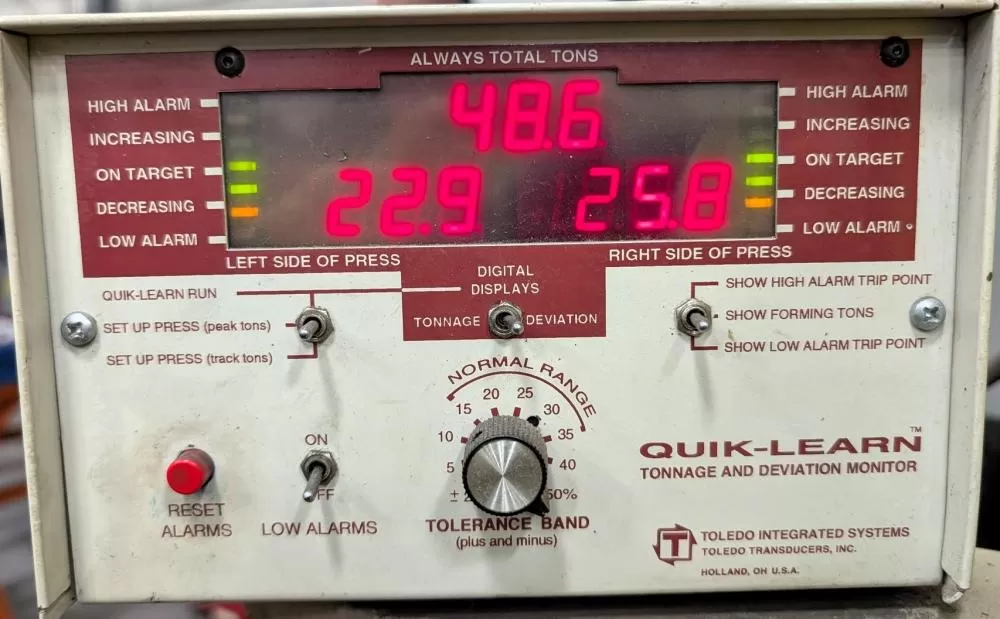 ALWAYS TOTAL TONS
HIGH ALARM
INCREASING
ON TARGET
DECREASING
LOW ALARM
48.6
22.9
25.8
HIGH ALARM
INCREASING
ON TARGET
DECREASING
LOW ALARM
LEFT SIDE OF PRESS
RIGHT SIDE OF PRESS
DIGITAL
DISPLAYS
TONNAGE
DEVIATION
QUIK-LEARN RUN
SET UP PRESS (peak tons)
SET UP PRESS (track tons)
SHOW HIGH ALARM TRIP POINT
SHOW FORMING TONS
SHOW LOW ALARM TRIP POINT
NORMAL RANGE
5
10
15
20
25
30
35
40
50%
TOLERANCE BAND
(plus and minus)
RESET
ALARMS
ON
LOW ALARMS
QUIK-LEARN™
TONNAGE AND DEVIATION MONITOR
T
TOLEDO INTEGRATED SYSTEMS
TOLEDO TRANSDUCERS, INC.
HOLLAND, OH U.S.A.